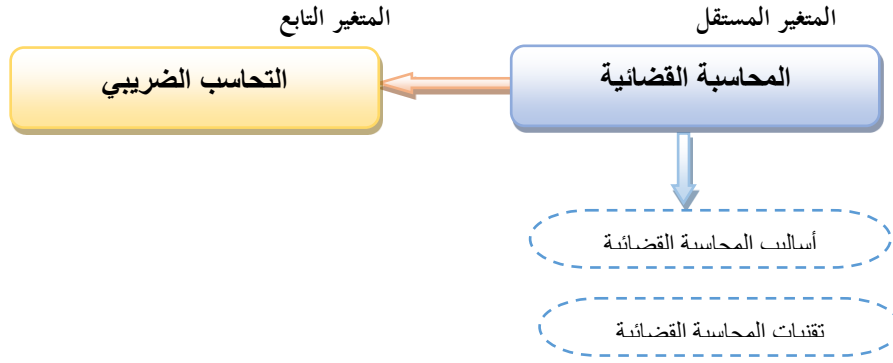 المتغير المستقل
المتغير التابع
المحاسبة القضائية
التحاسب الضريبي
أساليب المحاسبة القضائية
تقنيات المحاسبة القضائية